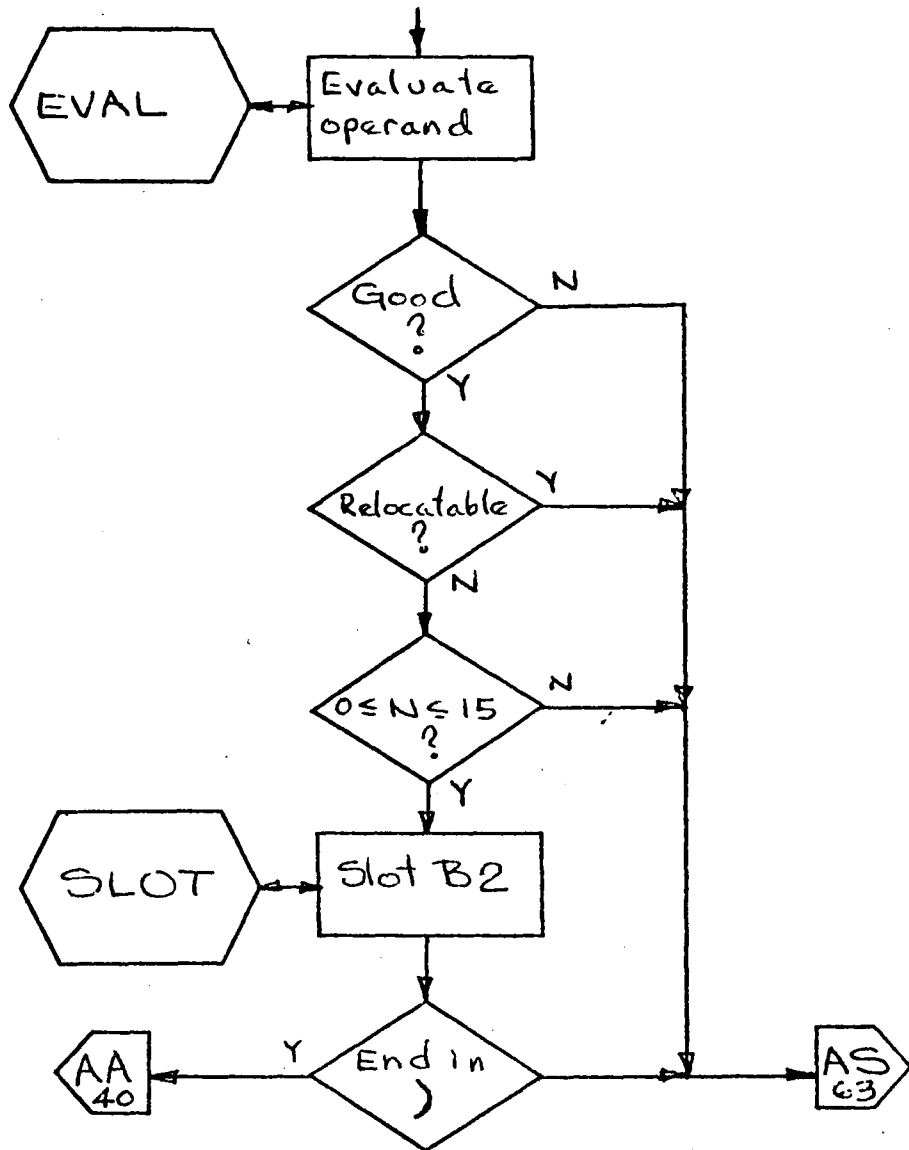 EVAL
Evaluate
operand
N
Good
?
Y
Y
Relocatable
?
N
N
0 ≤ N ≤ 15
?
Y
SLOT
Slot B2
Y
End in
)
AA
40
AS
63